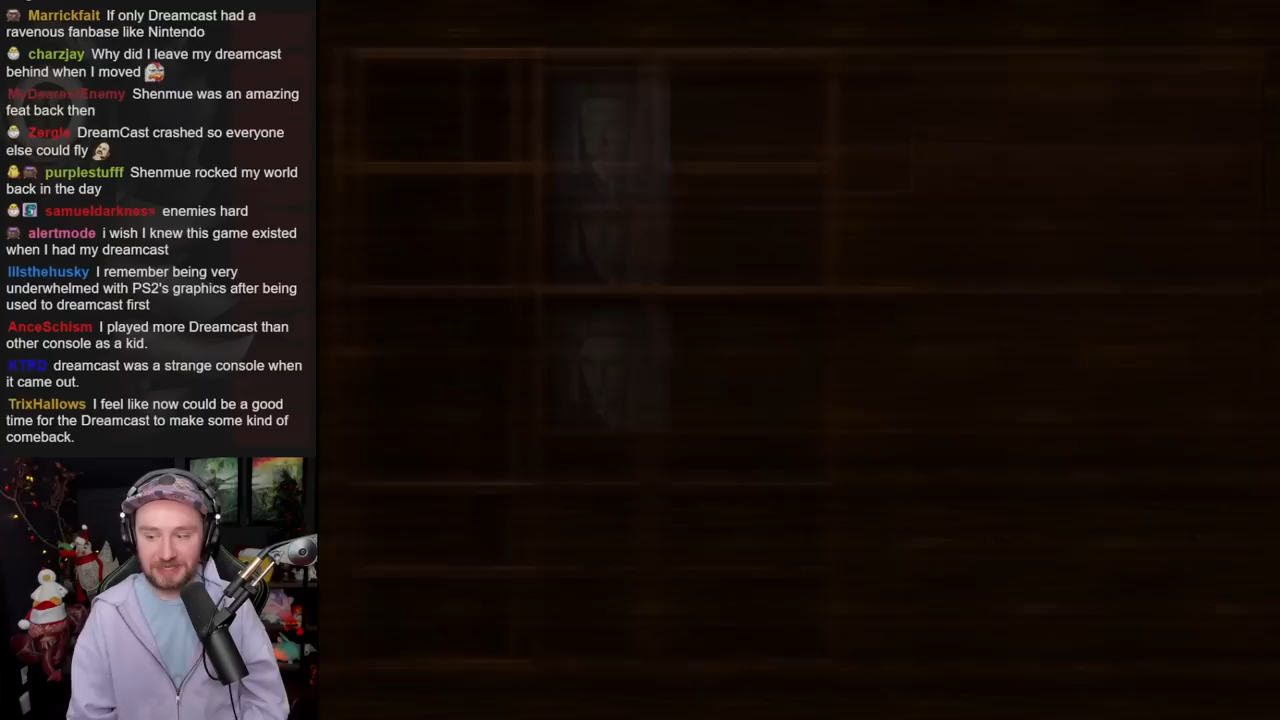 Marrickfait If only Dreamcast had a
ravenous fanbase like Nintendo
charzjay Why did I leave my dreamcast
behind when I moved
MyDearestEnemy Shenmue was an amazing
feat back then
Zergle DreamCast crashed so everyone
else could fly
purplestufff Shenmue rocked my world
back in the day
samueldarkness enemies hard
alertmode i wish I knew this game existed
when I had my dreamcast
I remember being very
underwhelmed with PS2's graphics after being
used to dreamcast first
AnceSchism I played more Dreamcast than
other console as a kid.
dreamcast was a strange console when
it came out.
TrixHallows I feel like now could be a good
time for the Dreamcast to make some kind of
comeback.